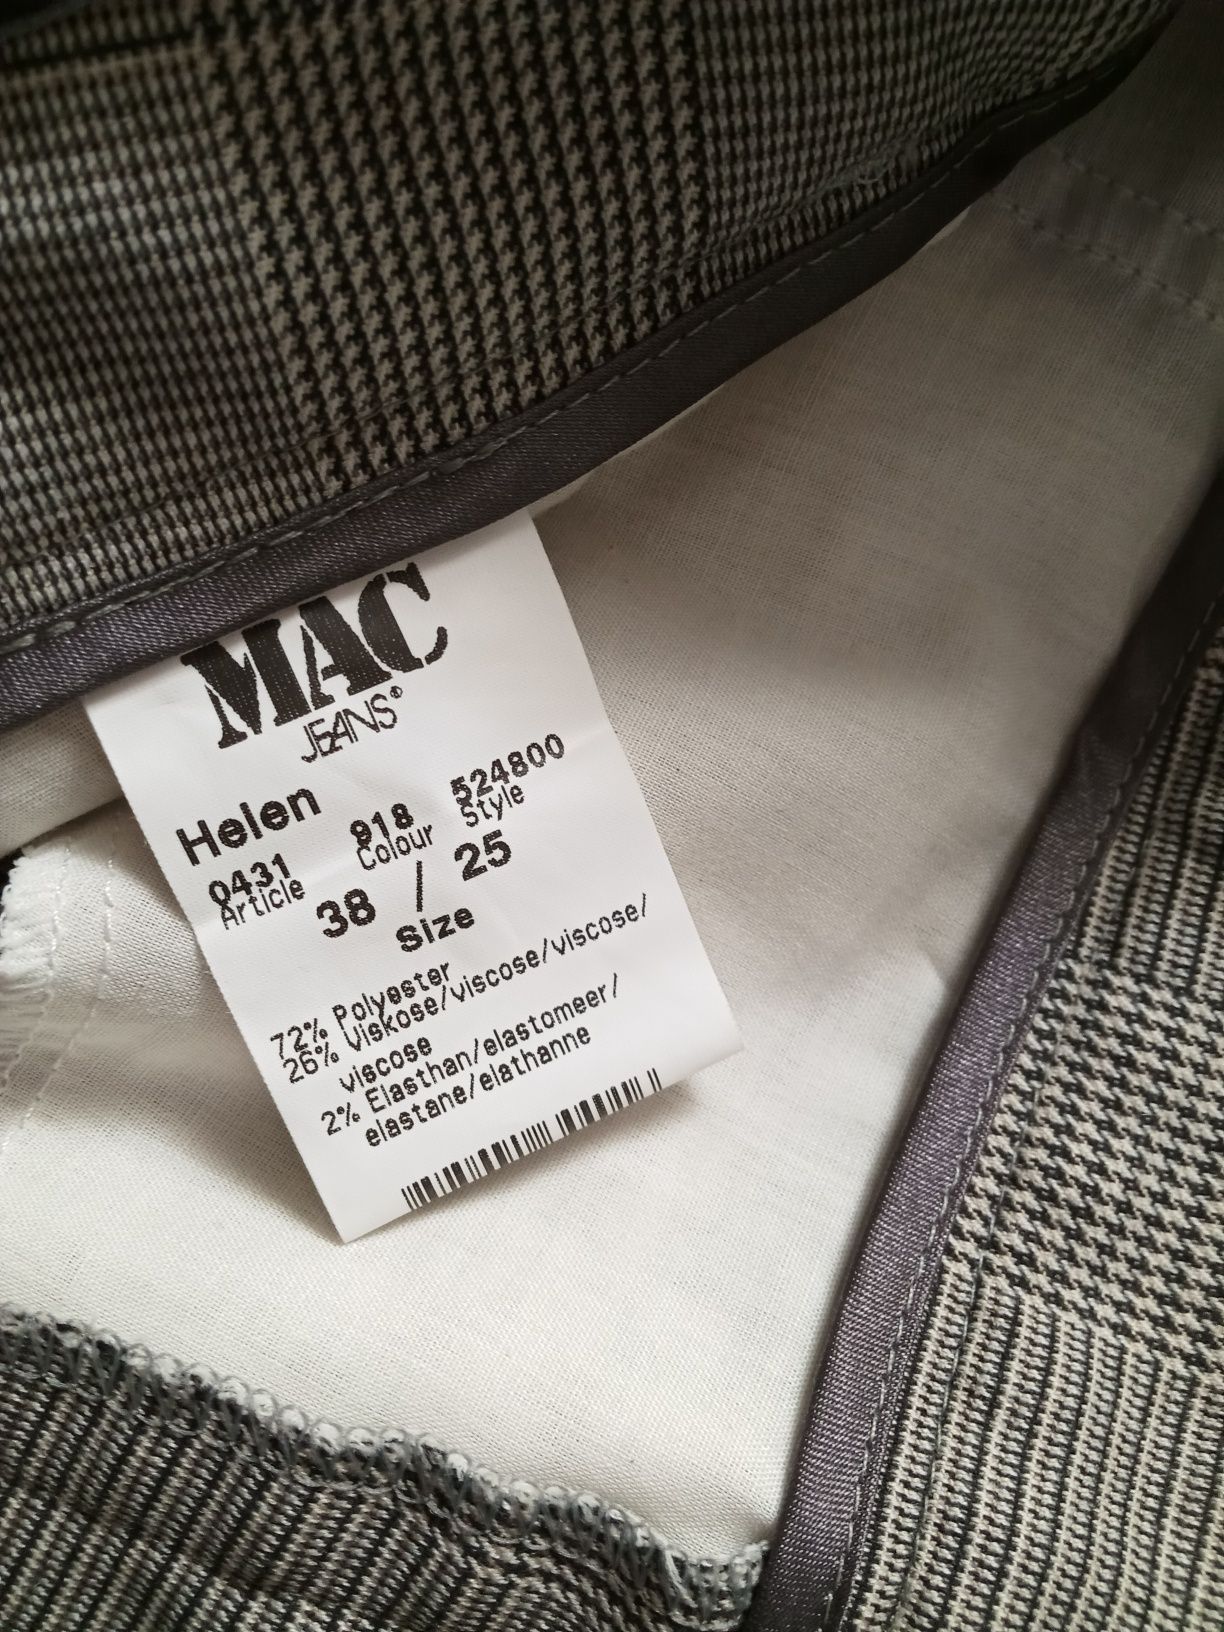 MAC
JEANS®
Helen
0431 918 524800
Article Colour Style
38 / 25
size
72% Polyester
26% Viskose/viscose/viscose/
viscose
2% Elasthan/elastomeer/
elastane/elathanne